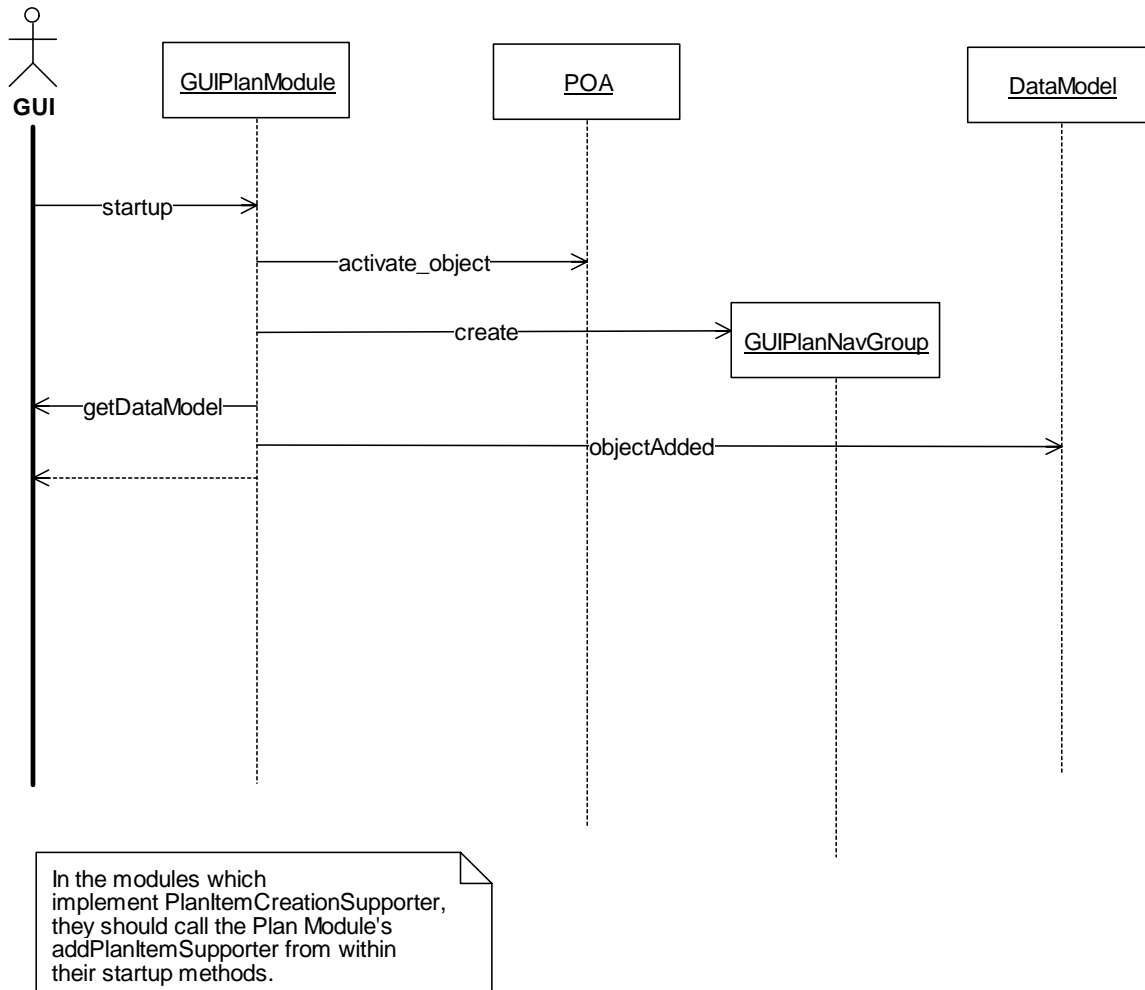 GUI
GUIPlanModule
POA
DataModel
startup
activate_object
create
GUIPlanNavGroup
getDataModel
objectAdded
In the modules which
implement PlanItemCreationSupporter,
they should call the Plan Module's
addPlanItemSupporter from within
their startup methods.